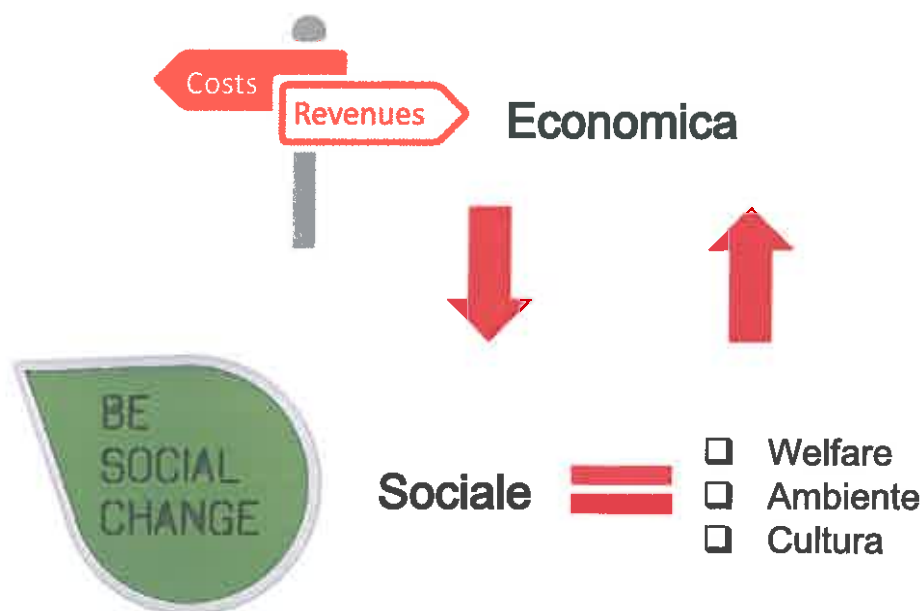 Costs
Revenues
Economica
BE
SOCIAL
CHANGE
Sociale
Welfare
Ambiente
Cultura